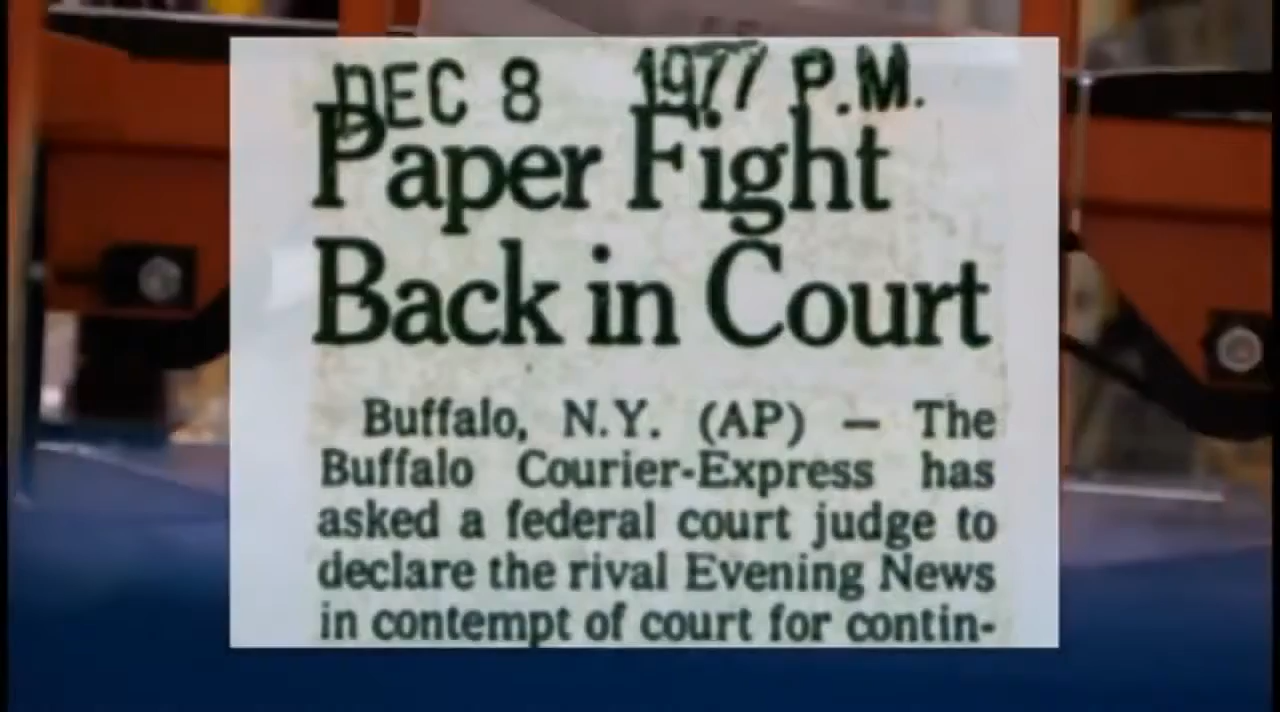 DEC 8 1977 P.M.
Paper Fight
Back in Court
Buffalo, N.Y. (AP) — The
Buffalo Courier-Express has
asked a federal court judge to
declare the rival Evening News
in contempt of court for contin-